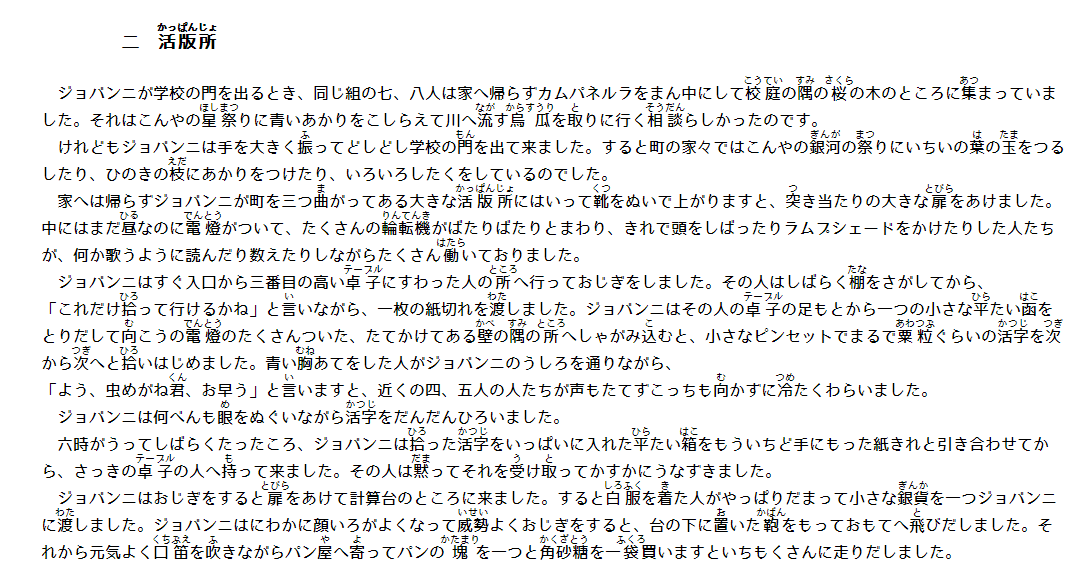 二 活版所
ジョバンニが学校の門を出るとき、同じ組の七、八人は家へ帰らずカムパネルラをまん中にして校庭の隅の桜の木のところに集まっていま
した。それはこんやの星祭りに青いあかりをこしらえて川へ流す烏瓜を取りに行く相談らしかったのです。
けれどもジョバンニは手を大きく振ってどしどし学校の門を出て来ました。すると町の家々ではこんやの銀河の祭りにいちいの葉の玉をつる
したり、ひのきの枝にあかりをつけたり、いろいろしたくをしているのでした。
家へは帰らずジョバンニが町を三つ曲がってある大きな活版所にはいって靴をぬいで上がりますと、突き当たりの大きな扉をあけました。
中にはまだ昼なのに電燈がついて、たくさんの輪転機がばたりばたりとまわり、きれで頭をしばったりラムプシェードをかけたりした人たち
が、何か歌うように読んだり数えたりしながらたくさん働いておりました。
ジョバンニはすぐ入口から三番目の高い卓子にすわった人の所へ行っておじぎをしました。その人はしばらく棚をさがしてから、
「これだけ拾って行けるかね」と言いながら、一枚の紙切れを渡しました。ジョバンニはその人の卓子の足もとから一つの小さな平たい函を
とりだして向こうの電燈のたくさんついた、たてかけてある壁の隅の所へしゃがみ込むと、小さなピンセットでまるで粟粒ぐらいの活字を次
から次へと拾いはじめました。青い胸あてをした人がジョバンニのうしろを通りながら、
「よう、虫めがね君、お早う」と言いますと、近くの四、五人の人たちが声もたてずこっちも向かずに冷たくわらいました。
ジョバンニは何べんも眼をぬぐいながら活字をだんだんひろいました。
六時がうってしばらくたったころ、ジョバンニは拾った活字をいっぱいに入れた平たい箱をもういちど手にもった紙きれと引き合わせてか
ら、さっきの卓子の人へ持って来ました。その人は黙ってそれを受け取ってかすかにうなずきました。
ジョバンニはおじぎをすると扉をあけて計算台のところに来ました。すると白服を着た人がやっぱりだまって小さな銀貨を一つジョバンニ
に渡しました。ジョバンニはにわかに顔いろがよくなって威勢よくおじぎをすると、台の下に置いた鞄をもっておもてへ飛びだしました。そ
れから元気よく口笛を吹きながらパン屋へ寄ってパンの塊を一つと角砂糖を一袋買いますといちもくさんに走りだしました。